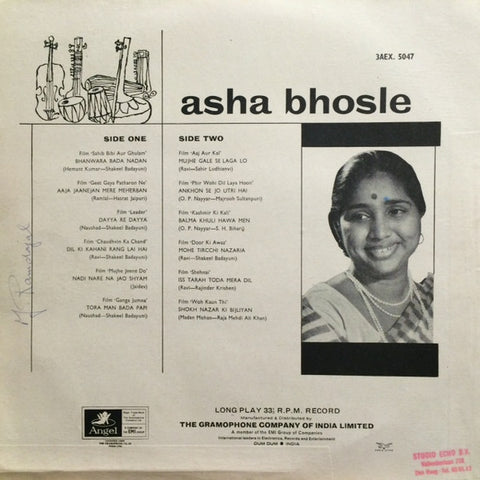 3AEX. 5047
asha bhosle
SIDE ONE
Film 'Sahib Bibi Aur Ghulam'
BHANWARA BADA NADAN
(Hemant Kumar—Shakeel Badayuni)
Film 'Geet Gaya Patharon Ne'
AAJA JAANEJAN MERE MEHERBAN
(Ramlal—Hasrat Jaipuri)
Film 'Leader'
DAYYA RE DAYYA
(Naushad—Shakeel Badayuni)
Film 'Chaudhvin Ka Chand'
DIL KI KAHANI RANG LAI HAI
(Ravi—Shakeel Badayuni)
Film 'Mujhe Jeene Do'
NADI NARE NA JAO SHYAM
(Jaidev)
Film 'Ganga Jumna'
TORA MAN BADA PAPI
(Naushad—Shakeel Badayuni)
SIDE TWO
Film 'Aaj Aur Kal'
MUJHE GALE SE LAGA LO
(Ravi—Sahir Ludhianvi)
Film 'Phir Wohi Dil Laya Hoon'
ANKHON SE JO UTRI HAI
(O. P. Nayyar—Majrooh Sultanpuri)
Film 'Kashmir Ki Kali'
BALMA KHULI HAWA MEN
(O. P. Nayyar—S. H. Bihari)
Film 'Door Ki Awaz'
MOHE TIRCCHI NAZARIA
(Ravi—Shakeel Badayuni)
Film 'Shehnai'
ISS TARAH TODA MERA DIL
(Ravi—Rajinder Krishen)
Film 'Woh Kaun Thi'
SHOKH NAZAR KI BIJLIYAN
(Madan Mohan—Raja Mehdi Ali Khan)
Angel
LONG PLAY 33⅓ R.P.M. RECORD
Manufactured & Distributed by
THE GRAMOPHONE COMPANY OF INDIA LIMITED
A member of the EMI Group of Companies
International leaders in Electronics, Records and Entertainment
DUM DUM • INDIA
STUDIO ECHO B.V.